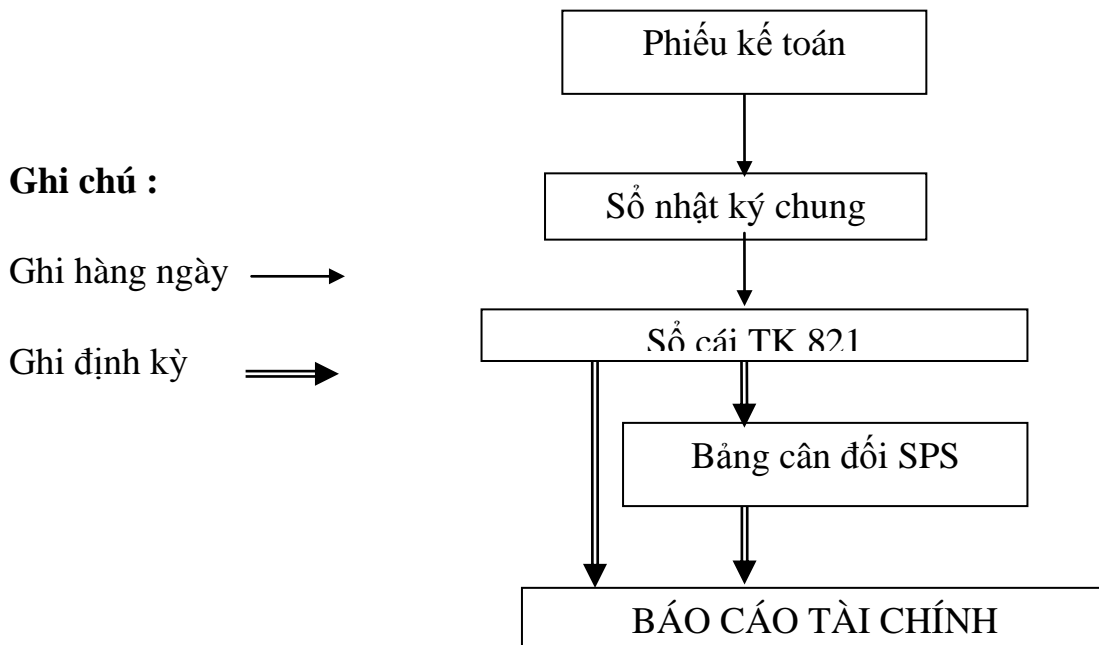 Phiếu kế toán
Ghi chú :
Sổ nhật ký chung
Ghi hàng ngày
Sổ cái TK 821
Ghi định kỳ
Bảng cân đối SPS
BÁO CÁO TÀI CHÍNH